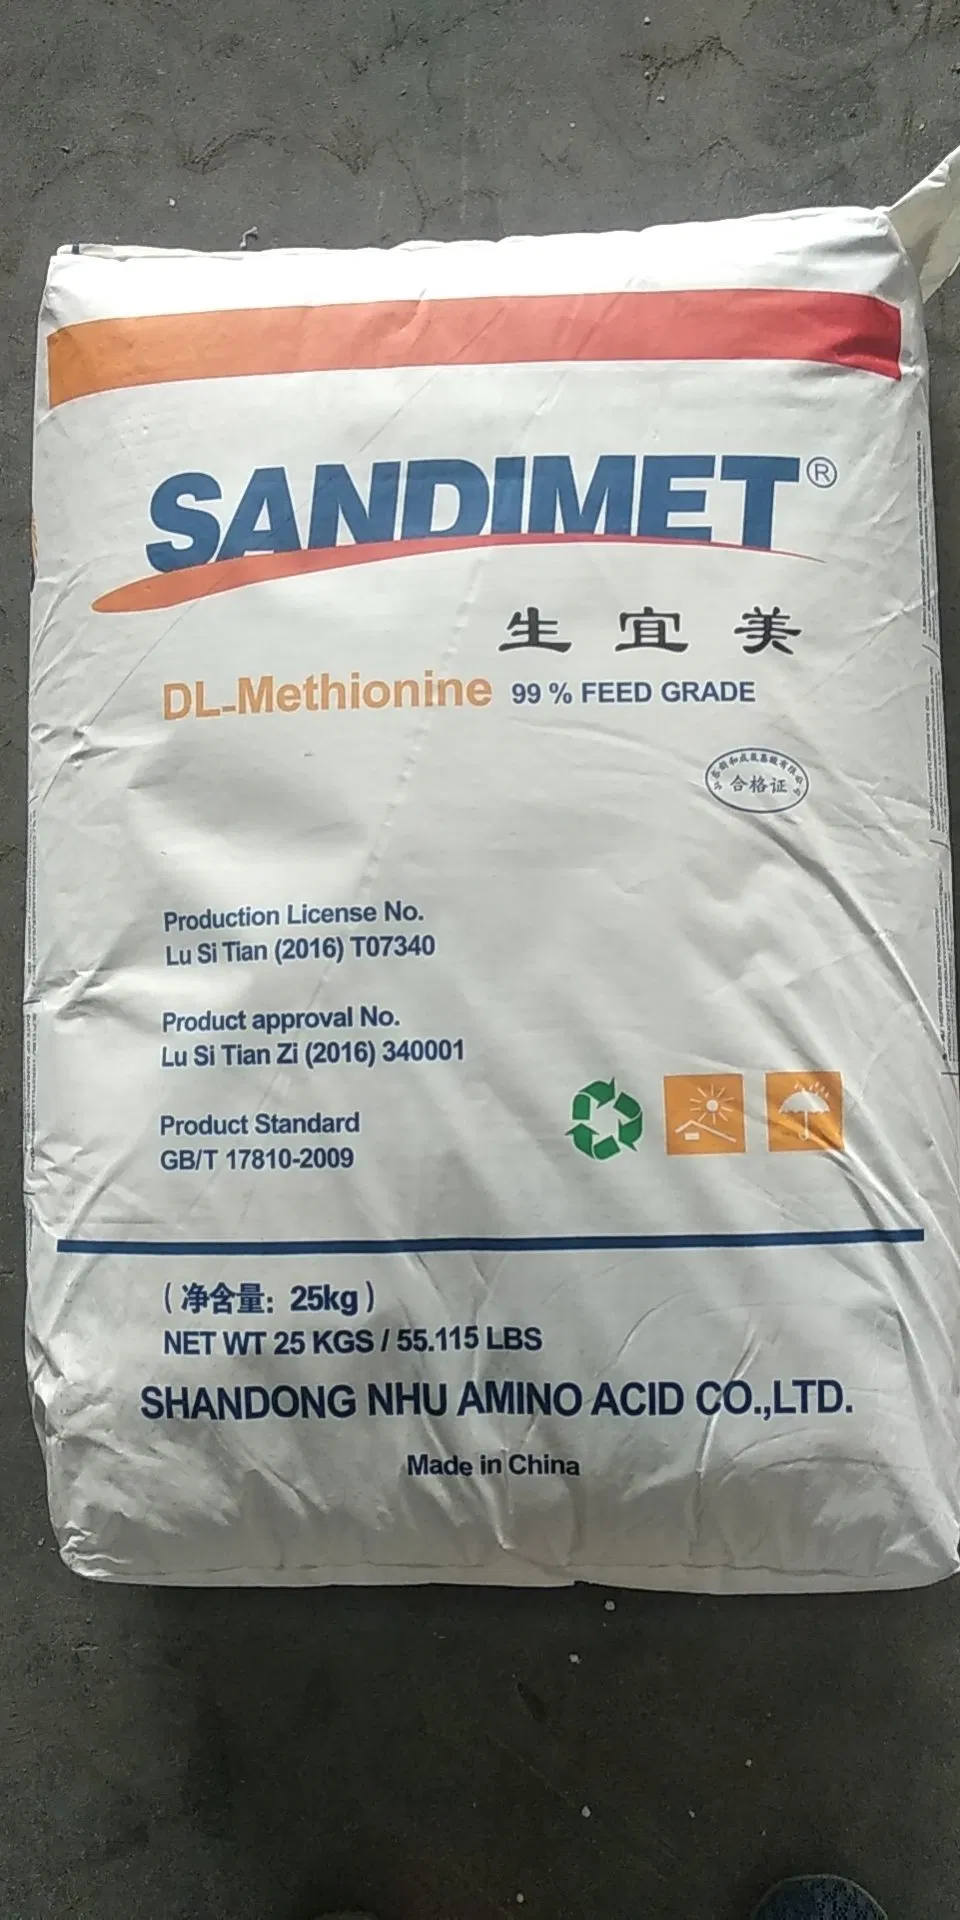 SANDIMET®
生宜美
DL-Methionine 99 % FEED GRADE
合格证
Production License No.
Lu Si Tian (2016) T07340
Product approval No.
Lu Si Tian Zi (2016) 340001
Product Standard
GB/T 17810-2009
(净含量: 25kg)
NET WT 25 KGS / 55.115 LBS
SHANDONG NHU AMINO ACID CO.,LTD.
Made in China